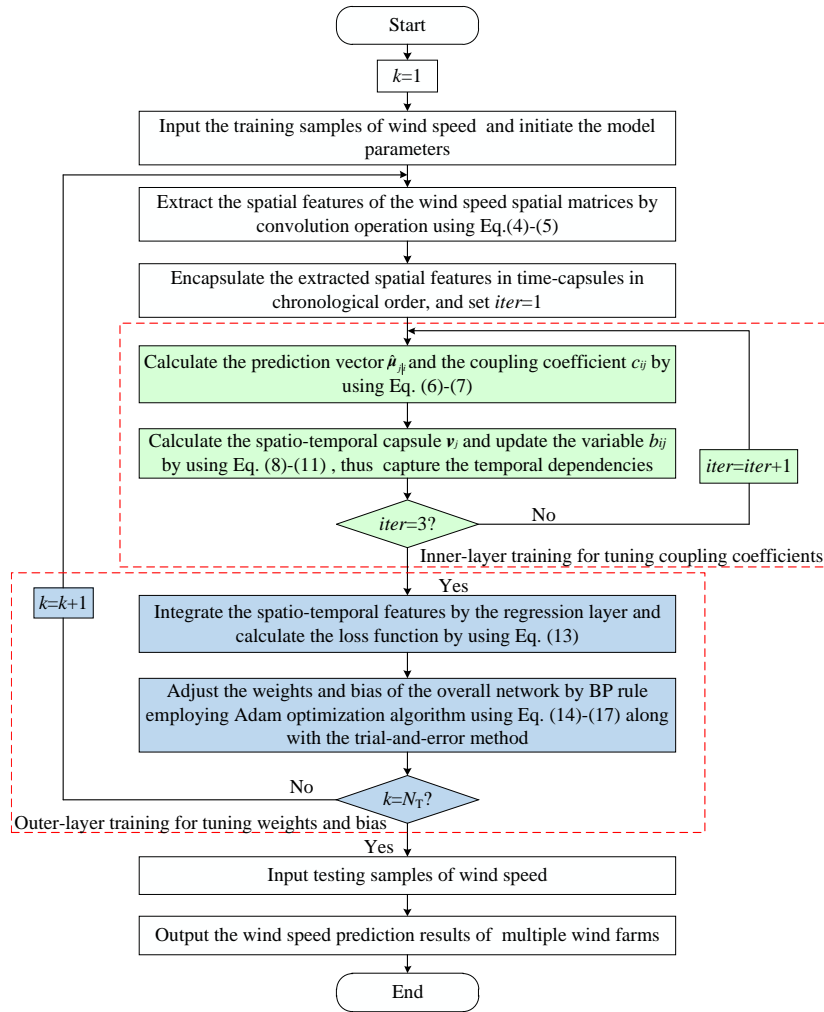 Start
k=1
Input the training samples of wind speed and initiate the model
parameters
Extract the spatial features of the wind speed spatial matrices by
convolution operation using Eq.(4)-(5)
Encapsulate the extracted spatial features in time-capsules in
chronological order, and set iter=1
Calculate the prediction vector û_{j|i} and the coupling coefficient c_{ij} by
using Eq. (6)-(7)
Calculate the spatio-temporal capsule v_j and update the variable b_{ij}
by using Eq. (8)-(11) , thus capture the temporal dependencies
iter=iter+1
iter=3?
No
Inner-layer training for tuning coupling coefficients
Yes
k=k+1
Integrate the spatio-temporal features by the regression layer and
calculate the loss function by using Eq. (13)
Adjust the weights and bias of the overall network by BP rule
employing Adam optimization algorithm using Eq. (14)-(17) along
with the trial-and-error method
No
k=N_T?
Outer-layer training for tuning weights and bias
Yes
Input testing samples of wind speed
Output the wind speed prediction results of multiple wind farms
End